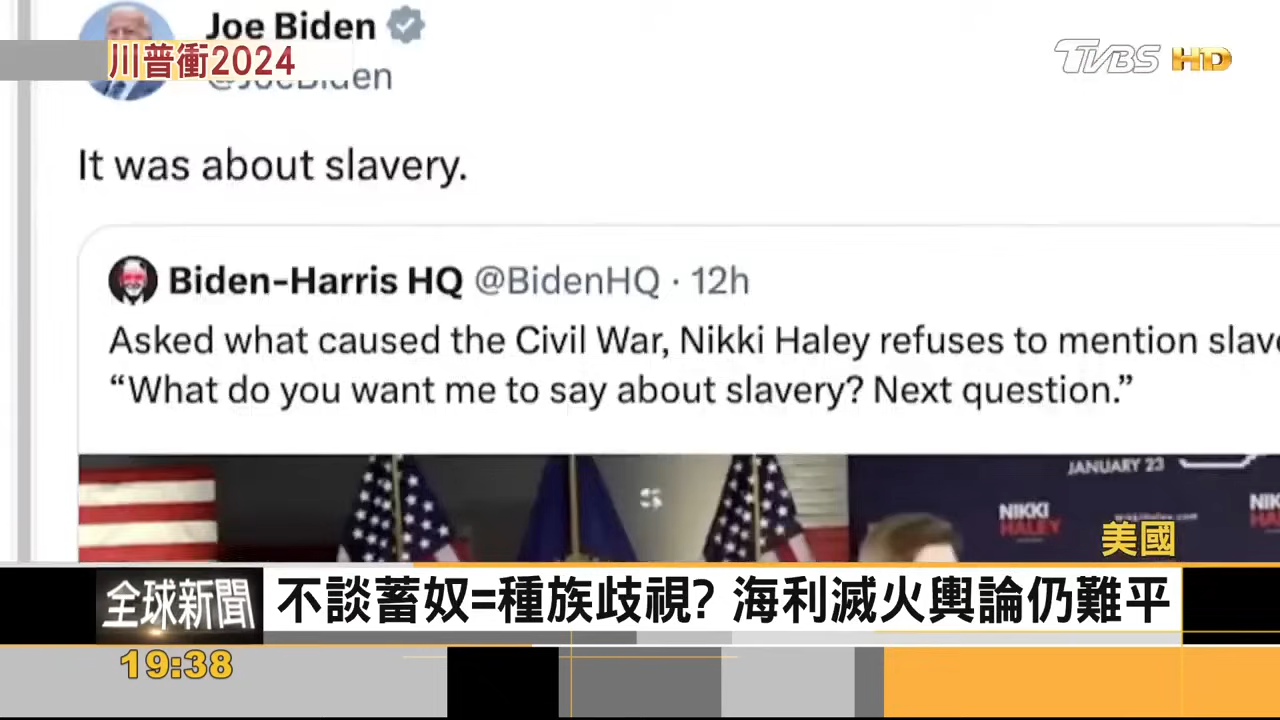 Joe Biden
川普衝2024
@JoeBiden
TVBS HD
It was about slavery.
Biden-Harris HQ @BidenHQ · 12h
Asked what caused the Civil War, Nikki Haley refuses to mention
“What do you want me to say about slavery? Next question.”
JANUARY 23
NIKKI
HALEY
美國
全球新聞
不談蓄奴=種族歧視? 海利滅火輿論仍難平
19:38